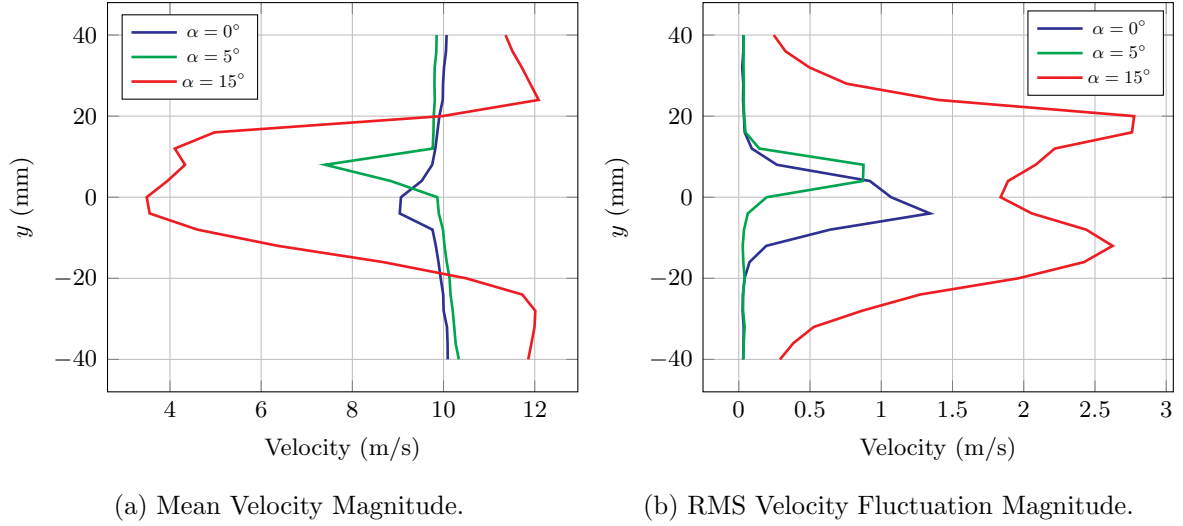 α = 0°
α = 5°
α = 15°
40
20
0
−20
−40
y (mm)
4 6 8 10 12
Velocity (m/s)
(a) Mean Velocity Magnitude.
α = 0°
α = 5°
α = 15°
40
20
0
−20
−40
y (mm)
0 0.5 1 1.5 2 2.5 3
Velocity (m/s)
(b) RMS Velocity Fluctuation Magnitude.